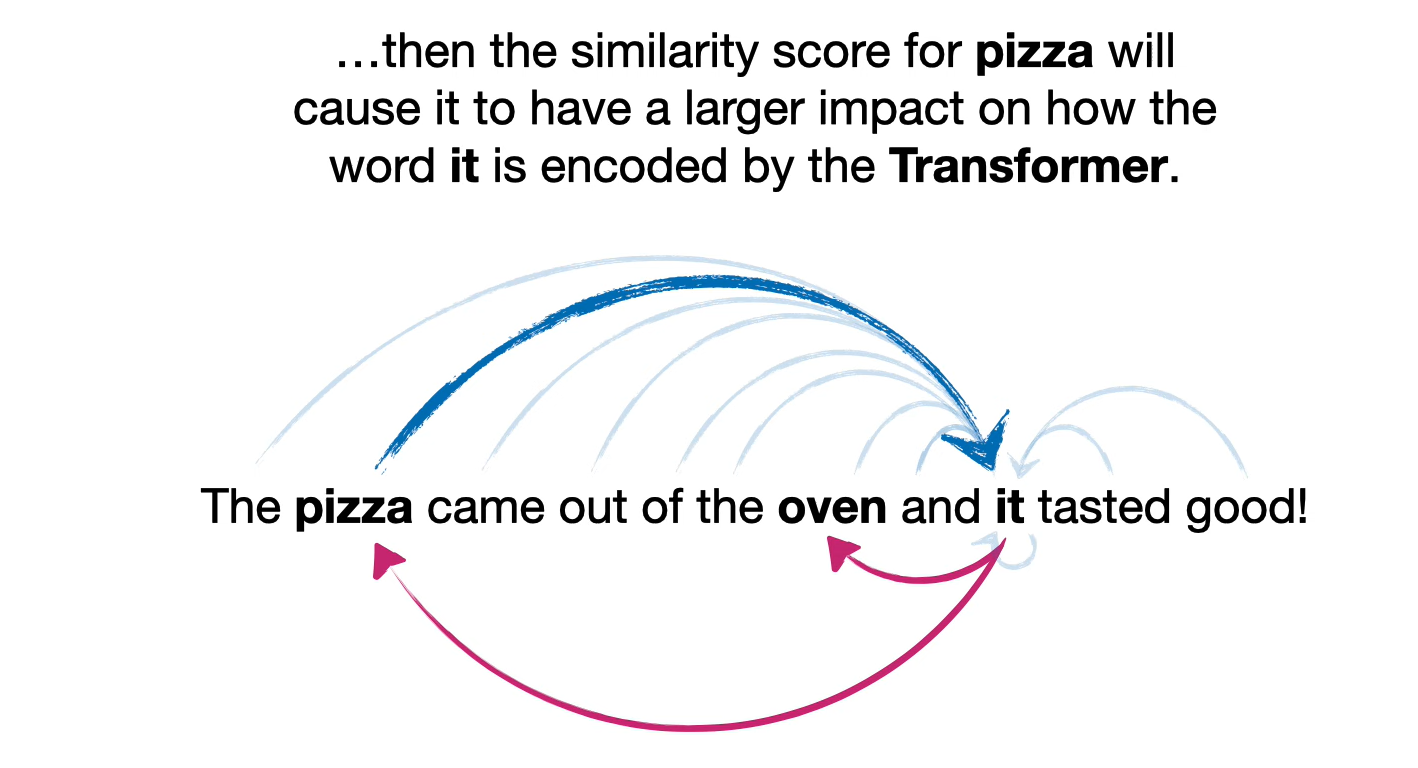 …then the similarity score for pizza will
cause it to have a larger impact on how the
word it is encoded by the Transformer.
The pizza came out of the oven and it tasted good!